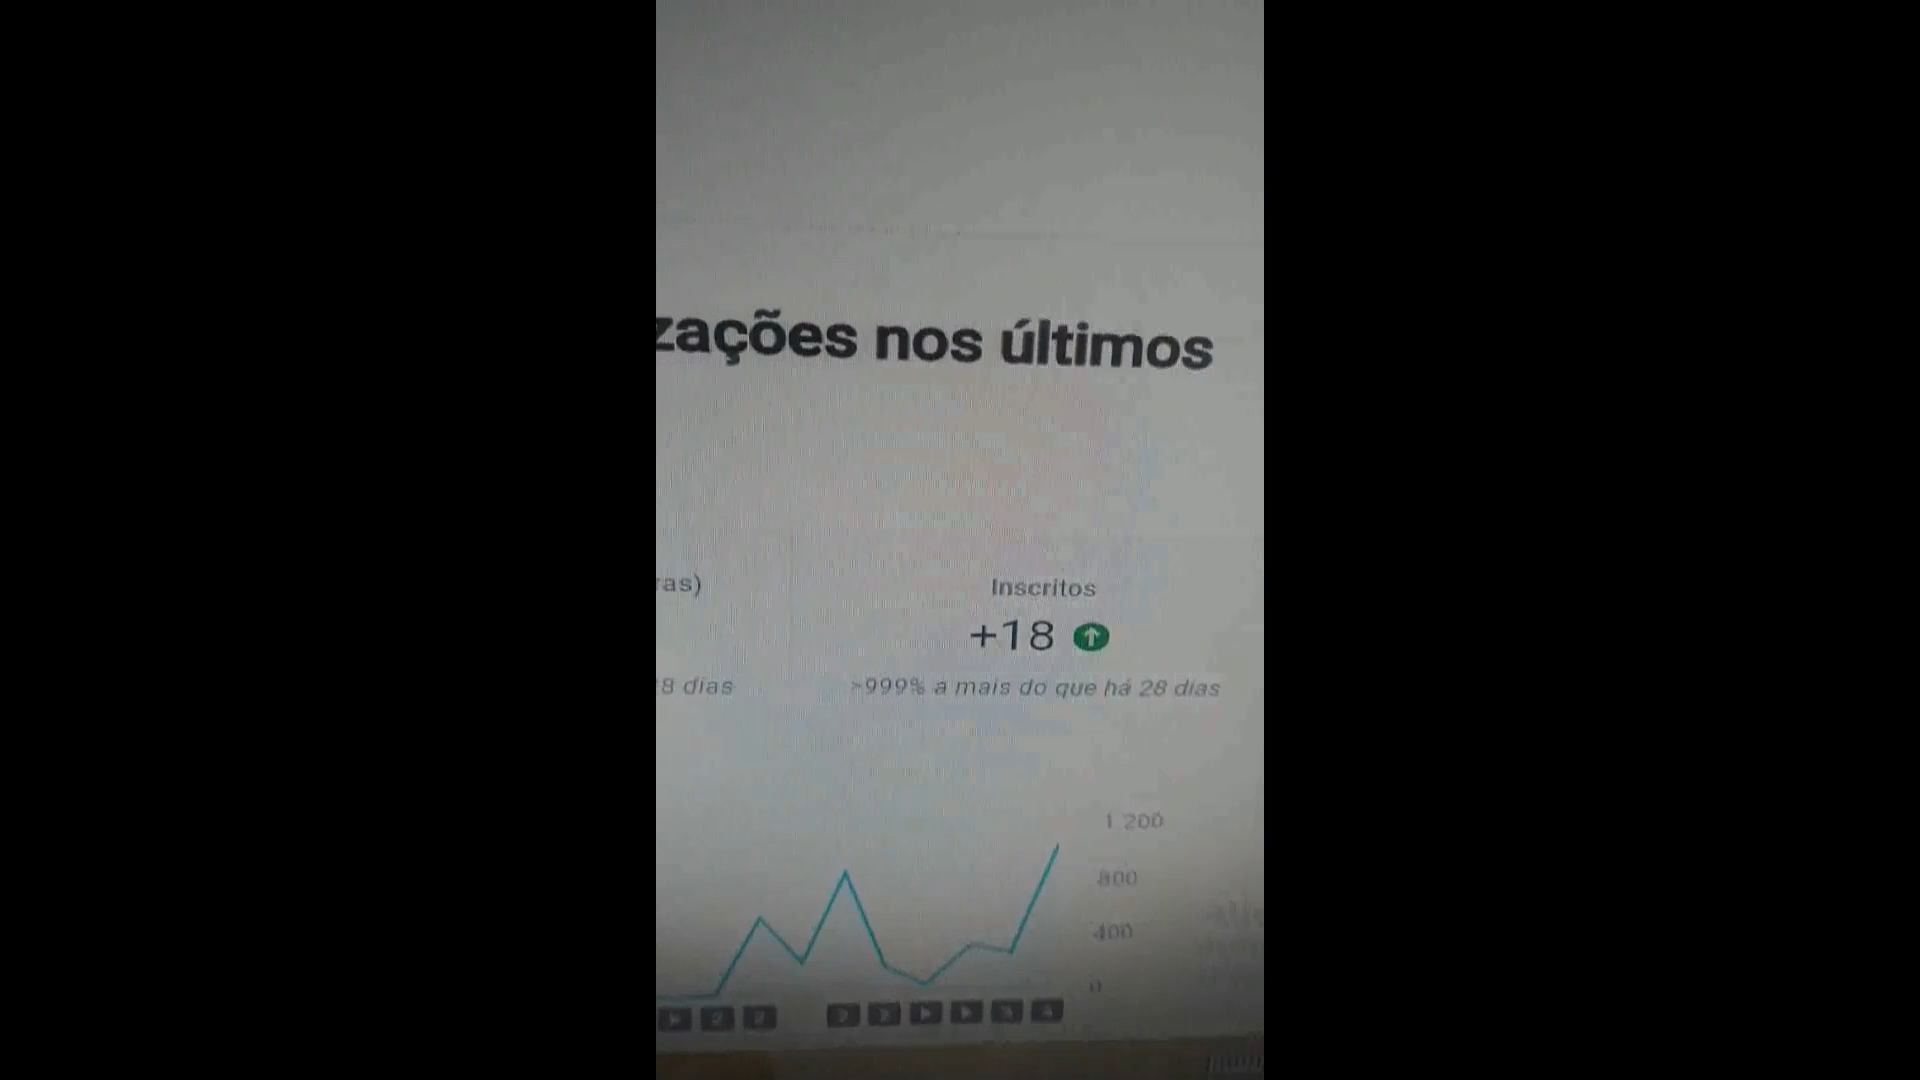 zações nos últimos
ras)
Inscritos
+18
8 dias
>999% a mais do que há 28 dias
1 200
800
400
0